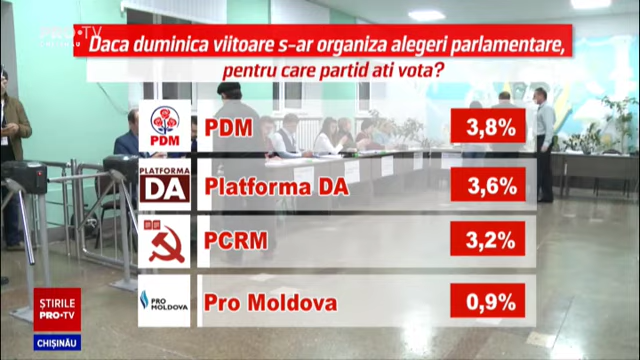 PRO•TV
CHIȘINĂU
Daca duminica viitoare s-ar organiza alegeri parlamentare,
pentru care partid ati vota?
PDM
PDM
3,8%
PLATFORMA
DA
Platforma DA
3,6%
PCRM
3,2%
PRO
MOLDOVA
Pro Moldova
0,9%
ȘTIRILE
PRO•TV
CHIȘINĂU